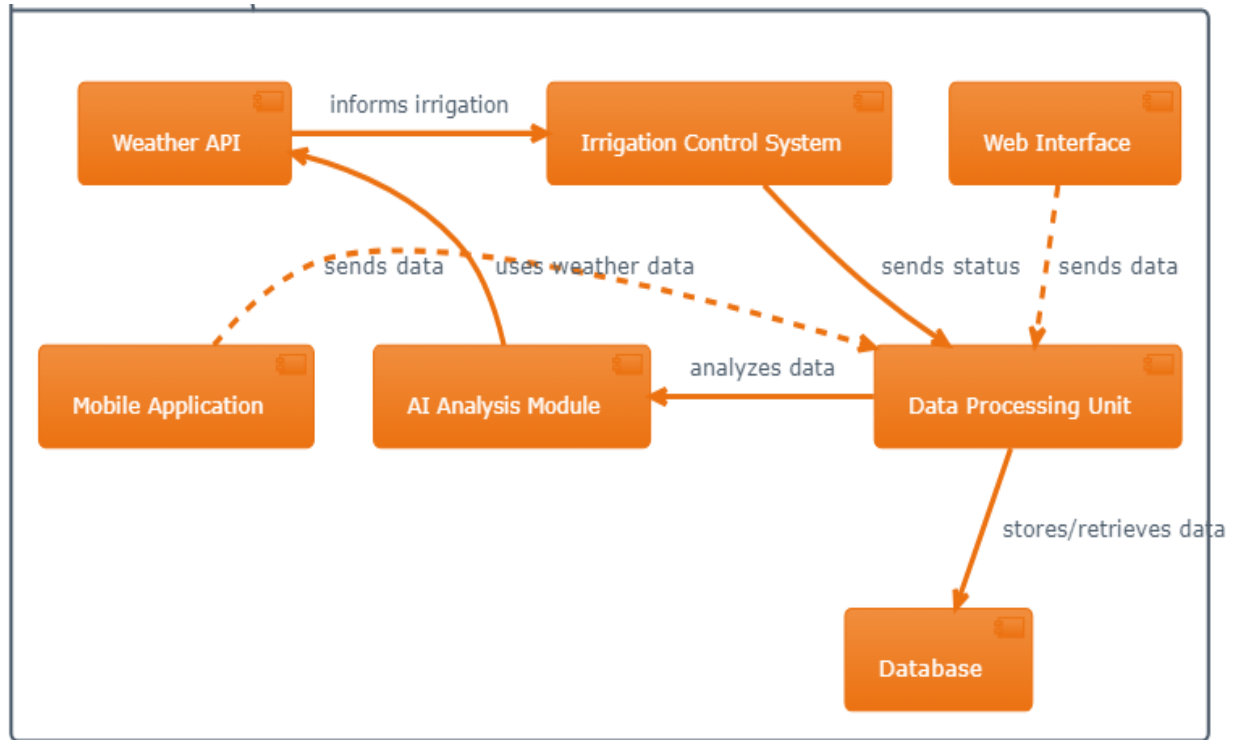 informs irrigation
Weather API
Irrigation Control System
Web Interface
sends data
uses weather data
sends status
sends data
analyzes data
Mobile Application
AI Analysis Module
Data Processing Unit
stores/retrieves data
Database